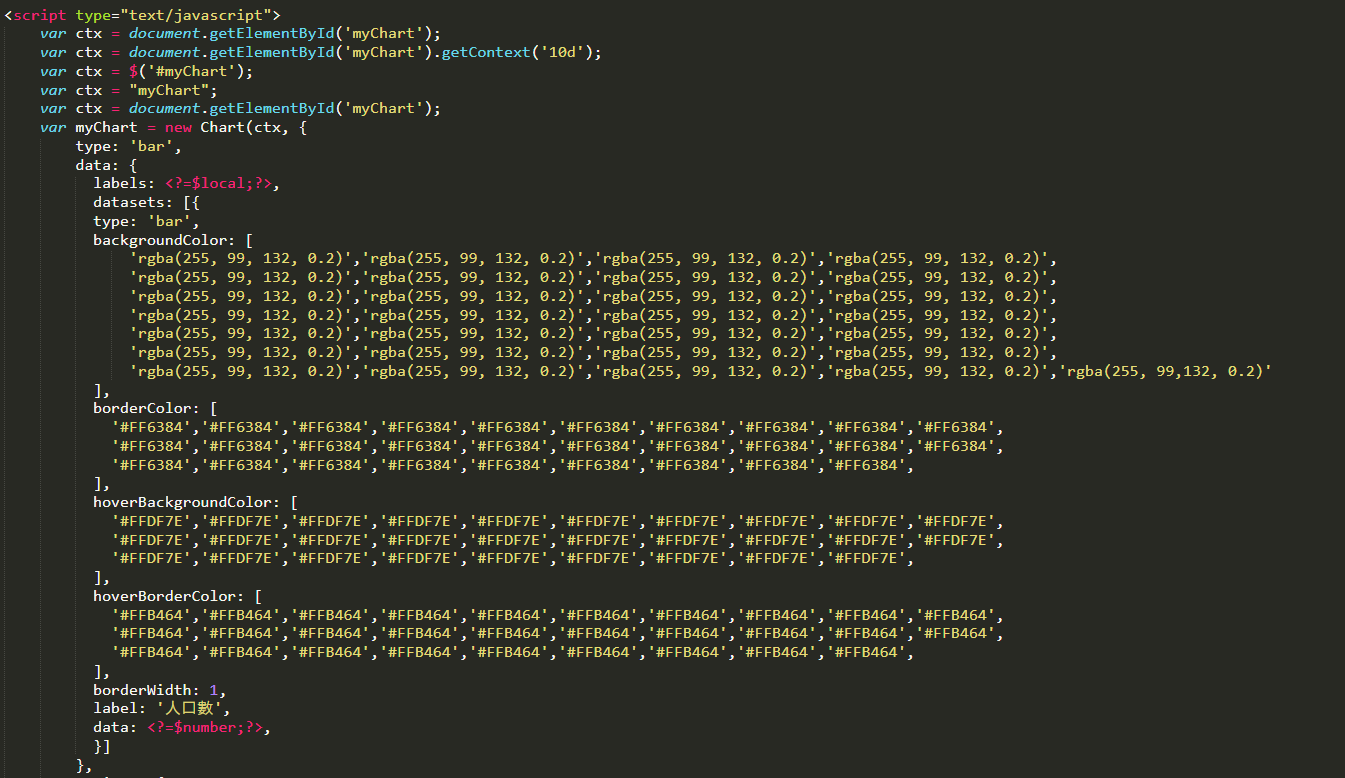 <script type="text/javascript">
var ctx = document.getElementById('myChart');
var ctx = document.getElementById('myChart').getContext('10d');
var ctx = $('#myChart');
var ctx = "myChart";
var ctx = document.getElementById('myChart');
var myChart = new Chart(ctx, {
type: 'bar',
data: {
labels: <?=$local;?>,
datasets: [{
type: 'bar',
backgroundColor: [
'rgba(255, 99, 132, 0.2)','rgba(255, 99, 132, 0.2)','rgba(255, 99, 132, 0.2)','rgba(255, 99, 132, 0.2)',
'rgba(255, 99, 132, 0.2)','rgba(255, 99, 132, 0.2)','rgba(255, 99, 132, 0.2)','rgba(255, 99, 132, 0.2)',
'rgba(255, 99, 132, 0.2)','rgba(255, 99, 132, 0.2)','rgba(255, 99, 132, 0.2)','rgba(255, 99, 132, 0.2)',
'rgba(255, 99, 132, 0.2)','rgba(255, 99, 132, 0.2)','rgba(255, 99, 132, 0.2)','rgba(255, 99, 132, 0.2)',
'rgba(255, 99, 132, 0.2)','rgba(255, 99, 132, 0.2)','rgba(255, 99, 132, 0.2)','rgba(255, 99, 132, 0.2)',
'rgba(255, 99, 132, 0.2)','rgba(255, 99, 132, 0.2)','rgba(255, 99, 132, 0.2)','rgba(255, 99, 132, 0.2)',
'rgba(255, 99, 132, 0.2)','rgba(255, 99, 132, 0.2)','rgba(255, 99, 132, 0.2)','rgba(255, 99, 132, 0.2)','rgba(255, 99,132, 0.2)'
],
borderColor: [
'#FF6384','#FF6384','#FF6384','#FF6384','#FF6384','#FF6384','#FF6384','#FF6384','#FF6384','#FF6384',
'#FF6384','#FF6384','#FF6384','#FF6384','#FF6384','#FF6384','#FF6384','#FF6384','#FF6384','#FF6384',
'#FF6384','#FF6384','#FF6384','#FF6384','#FF6384','#FF6384','#FF6384','#FF6384','#FF6384',
],
hoverBackgroundColor: [
'#FFDF7E','#FFDF7E','#FFDF7E','#FFDF7E','#FFDF7E','#FFDF7E','#FFDF7E','#FFDF7E','#FFDF7E','#FFDF7E',
'#FFDF7E','#FFDF7E','#FFDF7E','#FFDF7E','#FFDF7E','#FFDF7E','#FFDF7E','#FFDF7E','#FFDF7E','#FFDF7E',
'#FFDF7E','#FFDF7E','#FFDF7E','#FFDF7E','#FFDF7E','#FFDF7E','#FFDF7E','#FFDF7E','#FFDF7E',
],
hoverBorderColor: [
'#FFB464','#FFB464','#FFB464','#FFB464','#FFB464','#FFB464','#FFB464','#FFB464','#FFB464','#FFB464',
'#FFB464','#FFB464','#FFB464','#FFB464','#FFB464','#FFB464','#FFB464','#FFB464','#FFB464','#FFB464',
'#FFB464','#FFB464','#FFB464','#FFB464','#FFB464','#FFB464','#FFB464','#FFB464','#FFB464',
],
borderWidth: 1,
label: '人口數',
data: <?=$number;?>,
}]
},